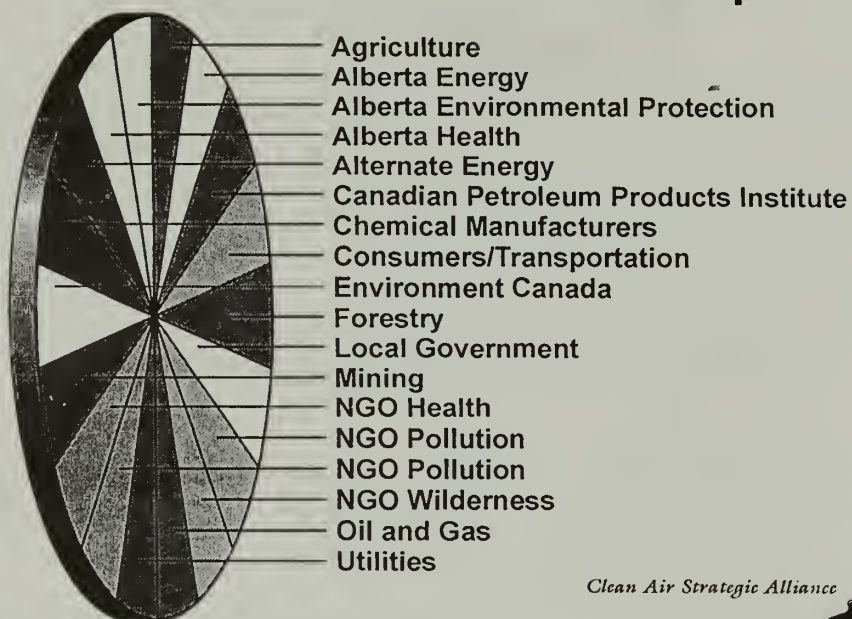 Agriculture
Alberta Energy
Alberta Environmental Protection
Alberta Health
Alternate Energy
Canadian Petroleum Products Institute
Chemical Manufacturers
Consumers/Transportation
Environment Canada
Forestry
Local Government
Mining
NGO Health
NGO Pollution
NGO Pollution
NGO Wilderness
Oil and Gas
Utilities
Clean Air Strategic Alliance